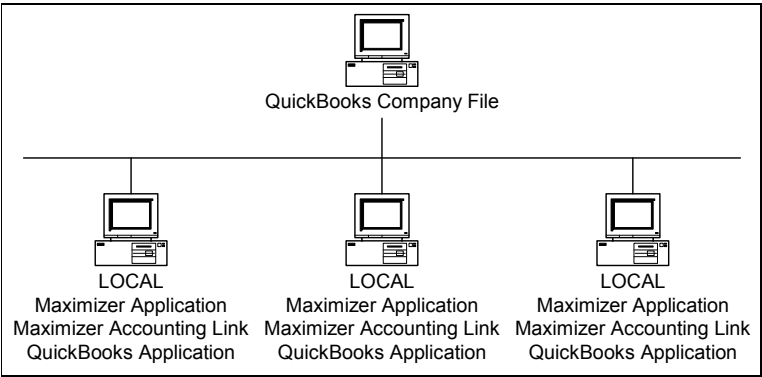 QuickBooks Company File
LOCAL
Maximizer Application
Maximizer Accounting Link
QuickBooks Application
LOCAL
Maximizer Application
Maximizer Accounting Link
QuickBooks Application
LOCAL
Maximizer Application
Maximizer Accounting Link
QuickBooks Application